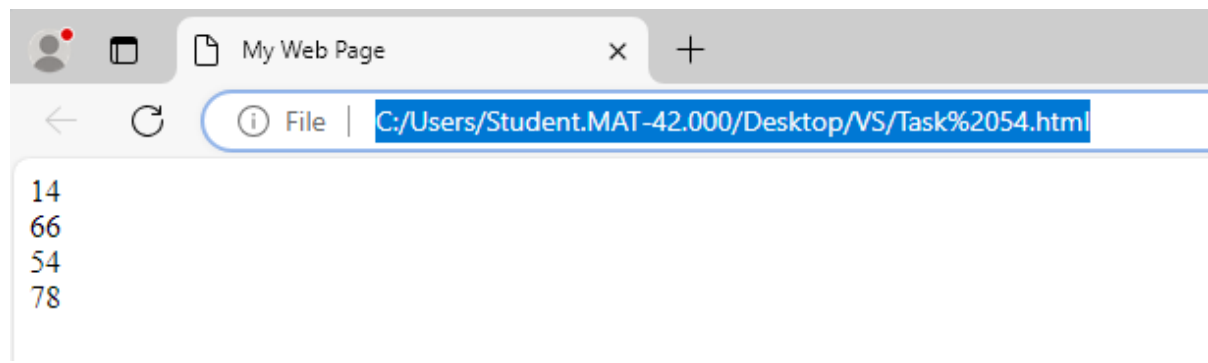 My Web Page
File C:/Users/Student.MAT-42.000/Desktop/VS/Task%2054.html
14
66
54
78